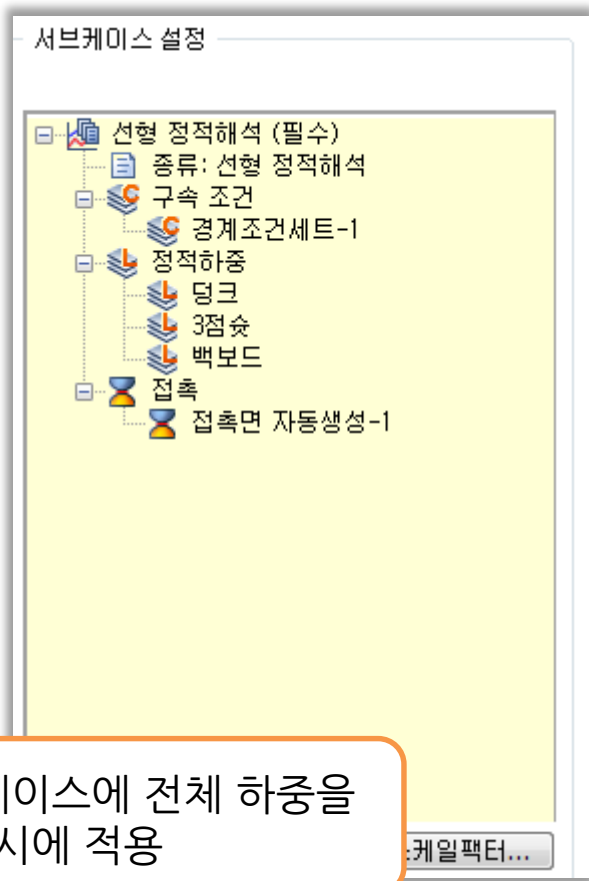 서브케이스 설정
선형 정적해석 (필수)
종류: 선형 정적해석
구속 조건
경계조건세트-1
정적하중
덩크
3점슛
백보드
접촉
접촉면 자동생성-1
에 전체 하중을
에 적용
케일팩터...